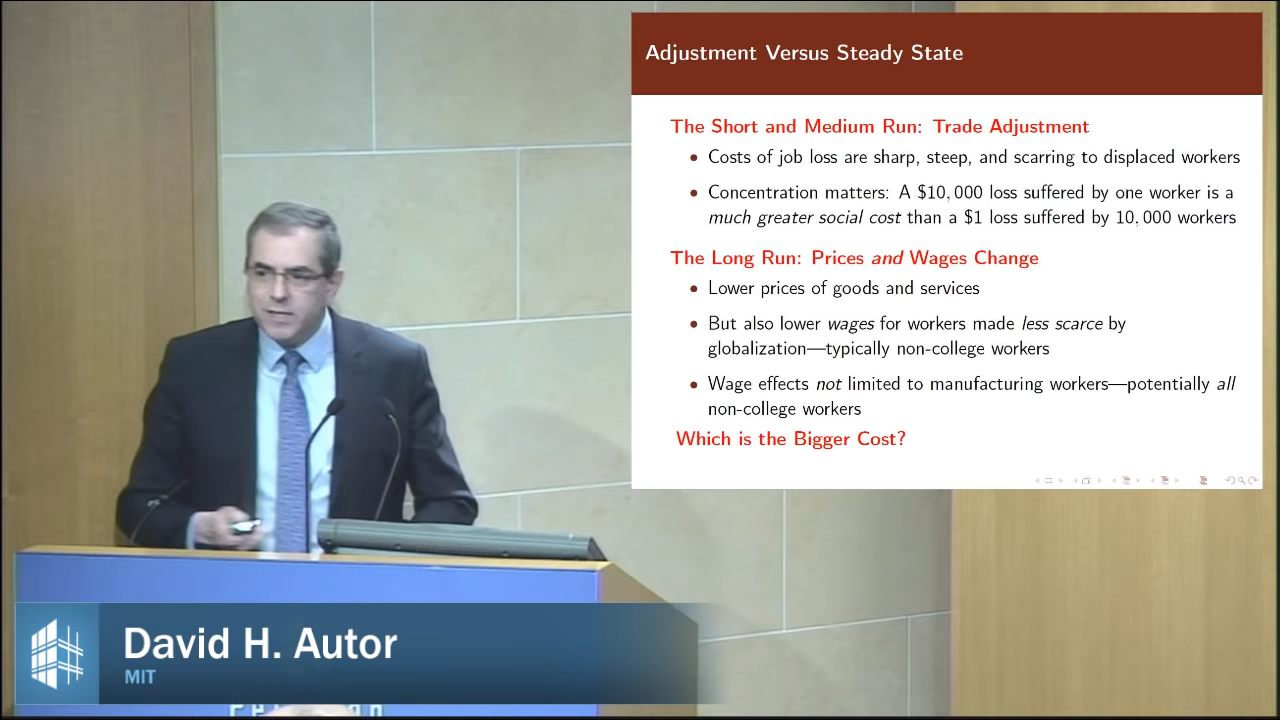 Adjustment Versus Steady State
The Short and Medium Run: Trade Adjustment
• Costs of job loss are sharp, steep, and scarring to displaced workers
• Concentration matters: A $10,000 loss suffered by one worker is a
much greater social cost than a $1 loss suffered by 10,000 workers
The Long Run: Prices and Wages Change
• Lower prices of goods and services
• But also lower wages for workers made less scarce by
globalization—typically non-college workers
• Wage effects not limited to manufacturing workers—potentially all
non-college workers
Which is the Bigger Cost?
David H. Autor
MIT